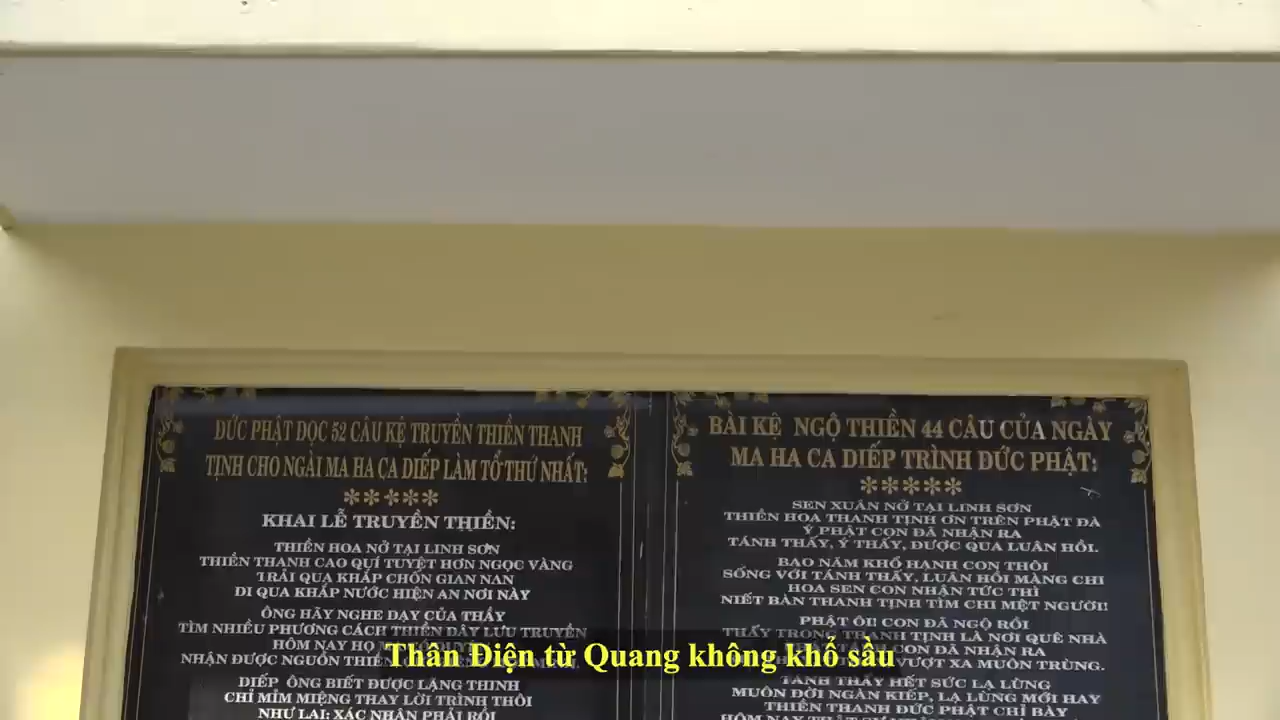 ĐỨC PHẬT ĐỌC 52 CÂU KỆ TRUYỀN THIỀN THANH
TỊNH CHO NGÀI MA HA CA DIẾP LÀM TỔ THỨ NHẤT:
*****
KHAI LỄ TRUYỀN THIỀN:
THIỀN HOA NỞ TẠI LINH SƠN
THIỀN THANH CAO QUÍ TUYỆT HƠN NGỌC VÀNG
TRẢI QUA KHẮP CHỐN GIAN NAN
DI QUA KHẮP NƯỚC HIỆN AN NƠI NÀY
ÔNG HÃY NGHE DẠY CỦA THẦY
TÌM NHIỀU PHƯƠNG CÁCH THIỀN DÂY LƯU TRUYỀN
HÔM NAY HỌ
NHẬN ĐƯỢC NGUỒN THIỀN
DIẾP ÔNG BIẾT ĐƯỢC LẶNG THINH
CHỈ MỈM MIỆNG THAY LỜI TRÌNH THÔI
NHƯ LAI: XÁC NHẬN PHẢI RỒI
BÀI KỆ NGỘ THIỀN 44 CÂU CỦA NGÀY
MA HA CA DIẾP TRÌNH ĐỨC PHẬT:
*****
SEN XUÂN NỞ TẠI LINH SƠN
THIỀN HOA THANH TỊNH ƠN TRÊN PHẬT ĐÀ
Ý PHẬT CON ĐÃ NHẬN RA
TÁNH THẤY, Ý THẤY, ĐƯỢC QUA LUÂN HỒI.
BAO NĂM KHỔ HẠNH CON THÔI
SỐNG VỚI TÁNH THẤY, LUÂN HỒI MÀNG CHI
HOA SEN CON NHẬN TỨC THÌ
NIẾT BÀN THANH TỊNH TÌM CHI MỆT NGƯỜI!
PHẬT ÔI! CON ĐÃ NGỘ RỒI
THẤY TRONG THANH TỊNH LÀ NƠI QUÊ NHÀ
CON ĐÃ NHẬN RA
VƯỢT XA MUÔN TRÙNG.
TÁNH THẤY HẾT SỨC LẠ LÙNG
MUÔN ĐỜI NGÀN KIẾP, LẠ LÙNG MỚI HAY
THIỀN THANH ĐỨC PHẬT CHỈ BÀY
HÔM NAY
Thân Điện từ Quang không khổ sầu